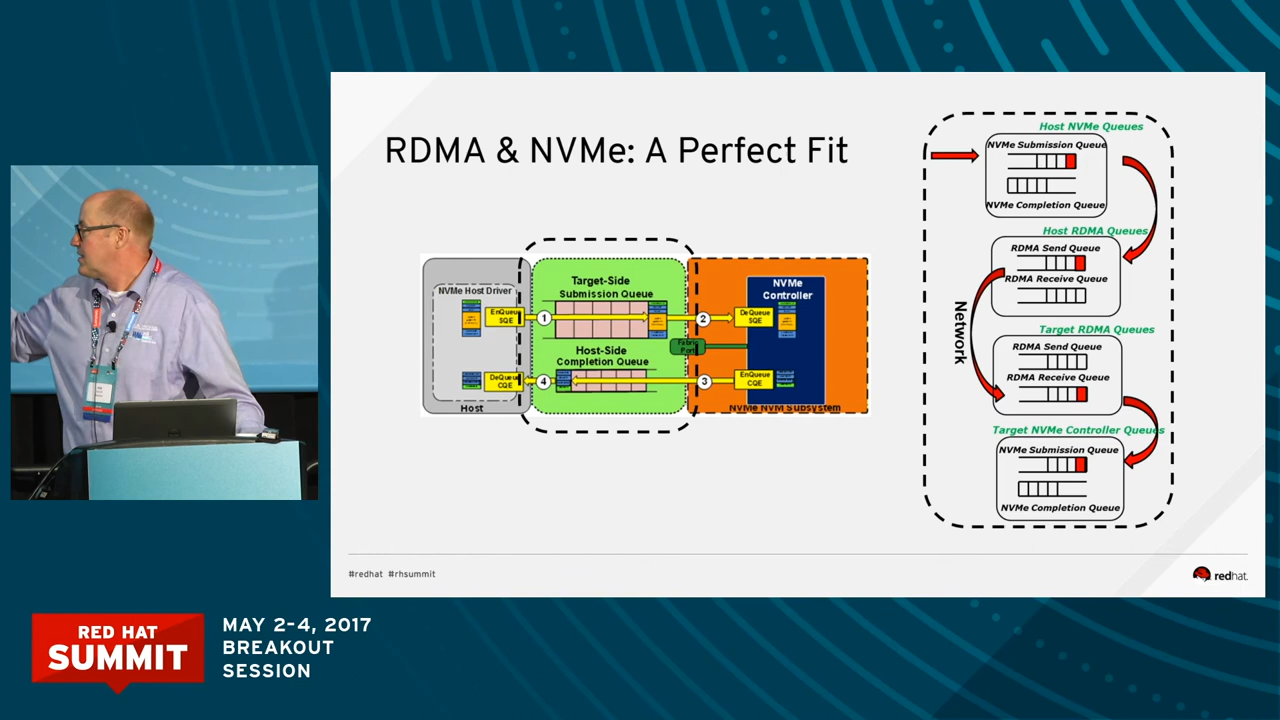 RDMA & NVMe: A Perfect Fit
NVMe Host Driver
EnQueue
SQE
DeQueue
CQE
Host
Target-Side
Submission Queue
1
Host-Side
Completion Queue
4
2
Fabric
Port
3
NVMe
Controller
DeQueue
SQE
EnQueue
CQE
NVMe NVM Subsystem
Host NVMe Queues
NVMe Submission Queue
NVMe Completion Queue
Host RDMA Queues
RDMA Send Queue
RDMA Receive Queue
Network
Target RDMA Queues
RDMA Send Queue
RDMA Receive Queue
Target NVMe Controller Queues
NVMe Submission Queue
NVMe Completion Queue
#redhat #rhsummit
redhat.
RED HAT
SUMMIT
MAY 2-4, 2017
BREAKOUT
SESSION